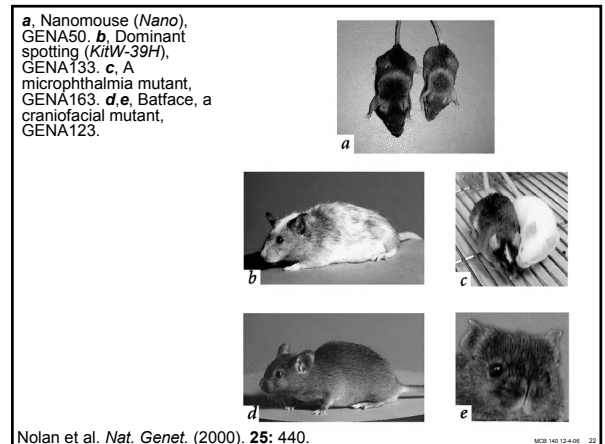 a, Nanomouse (Nano),
GENA50. b, Dominant
spotting (KitW-39H),
GENA133. c, A
microphthalmia mutant,
GENA163. d,e, Batface, a
craniofacial mutant,
GENA123.
a
b
c
d
e
Nolan et al. Nat. Genet. (2000). 25: 440.
MCB 140 12-4-06 22